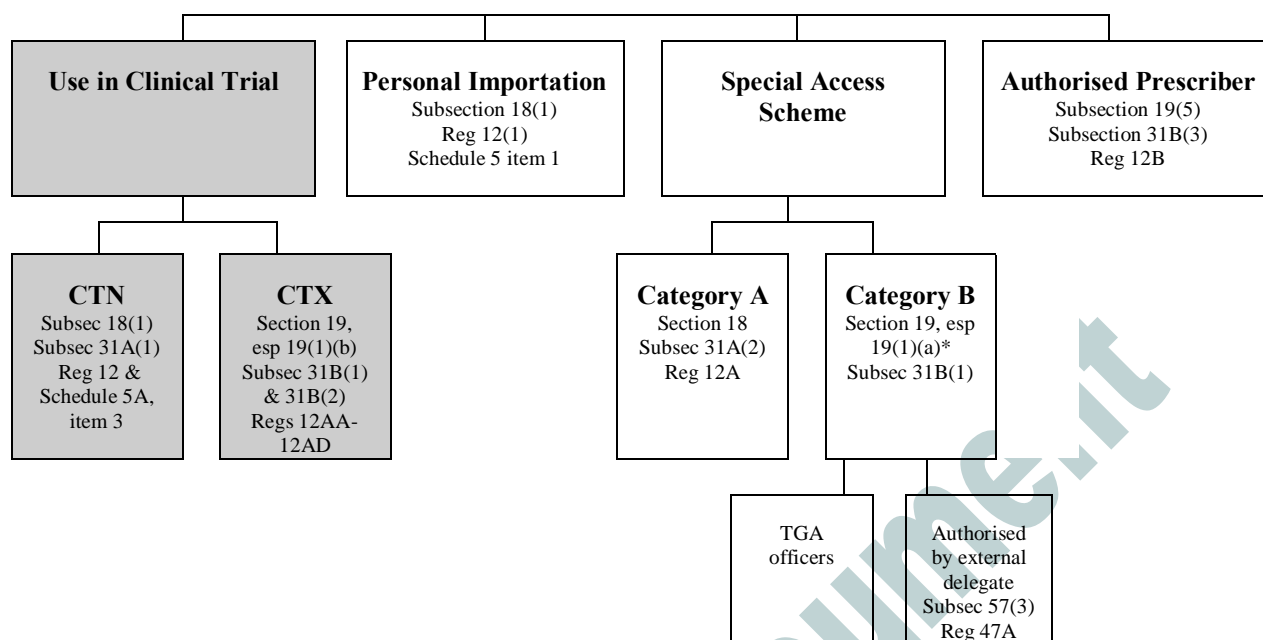 Use in Clinical Trial
Personal Importation
Subsection 18(1)
Reg 12(1)
Schedule 5 item 1
Special Access
Scheme
Authorised Prescriber
Subsection 19(5)
Subsection 31B(3)
Reg 12B
CTN
Subsec 18(1)
Subsec 31A(1)
Reg 12 &
Schedule 5A,
item 3
CTX
Section 19,
esp 19(1)(b)
Subsec 31B(1)
& 31B(2)
Regs 12AA-
12AD
Category A
Section 18
Subsec 31A(2)
Reg 12A
Category B
Section 19, esp
19(1)(a)*
Subsec 31B(1)
TGA
officers
Authorised
by external
delegate
Subsec 57(3)
Reg 47A